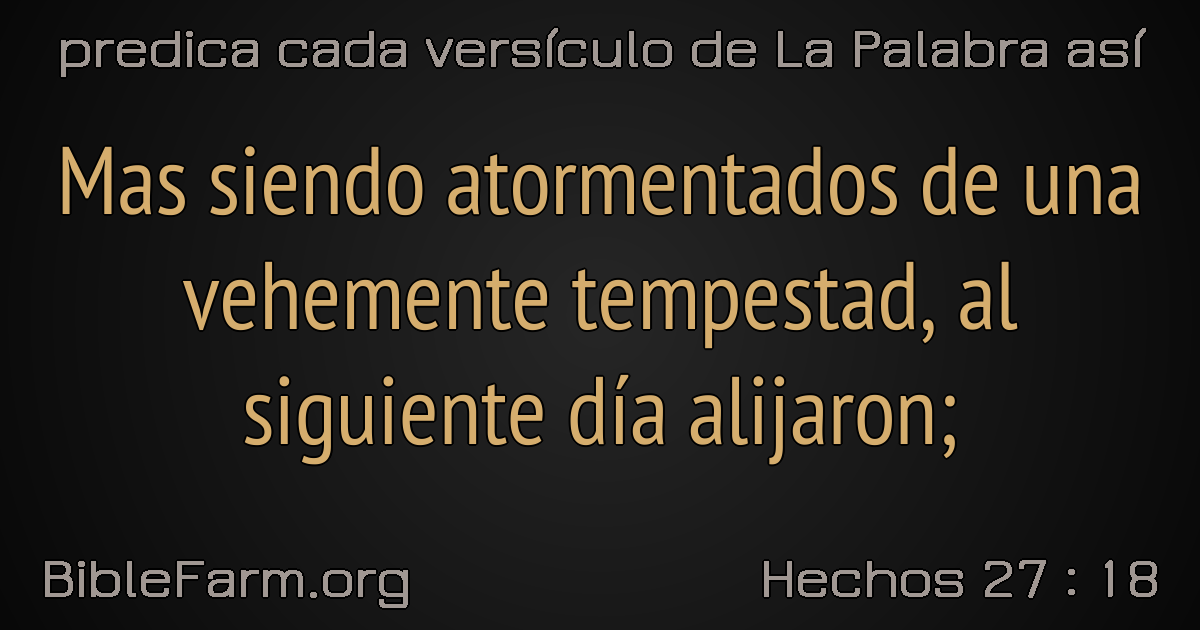 predica cada versículo de La Palabra así
Mas siendo atormentados de una
vehemente tempestad, al
siguiente día alijaron;
BibleFarm.org
Hechos 27 : 18